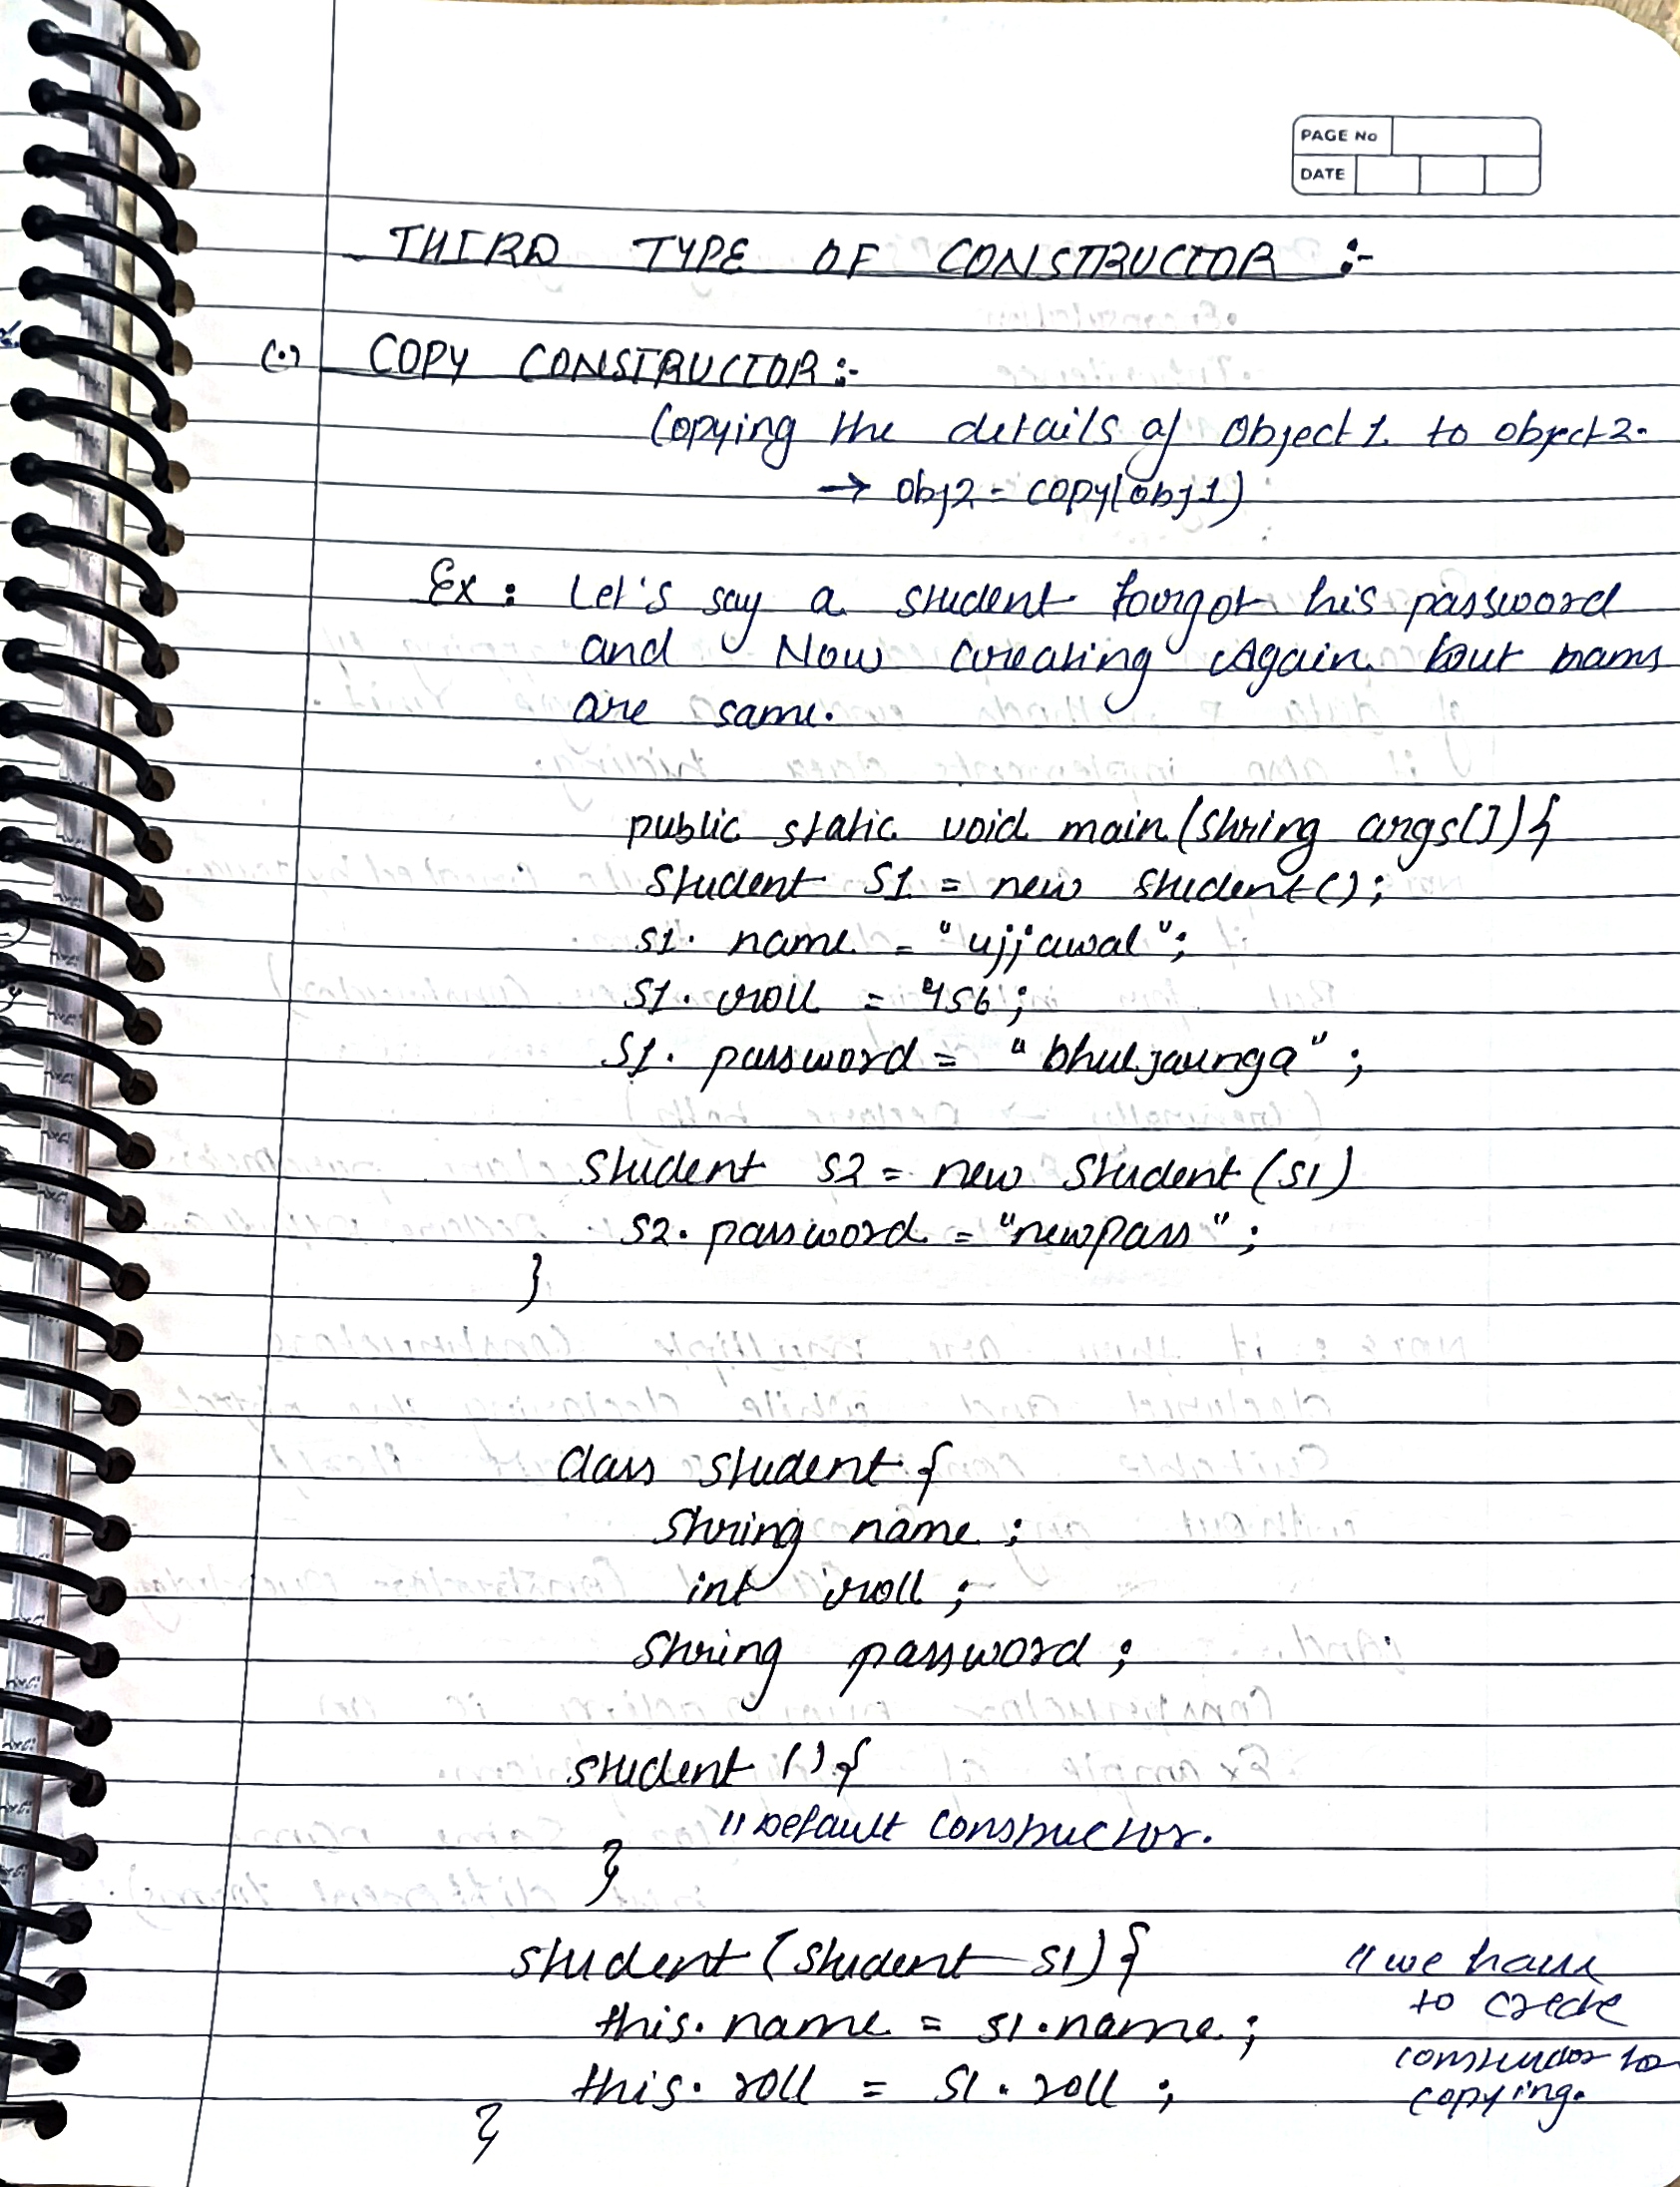 PAGE No
DATE
THIRD TYPE OF CONSTRUCTOR :-
(•) COPY CONSTRUCTOR :-
Copying the details of Object 1 to object 2.
→ obj2 = copy(obj1)
Ex : Let's say a student forgot his password
and Now creating Again but nams
are same.
public static void main (string args[]) {
Student S1 = new student();
S1. name = "ujjawal";
S1. roll = 456;
S1. password = "bhuljaunga";
Student S2 = new Student (S1)
S2. password = "newpass";
}
class student {
string name ;
int roll ;
string password ;
student () {
// Default constructor.
}
student (Student S1) { // we have
to create
this. name = s1.name ;
constructor for
this. roll = S1. roll ;
copying.
}